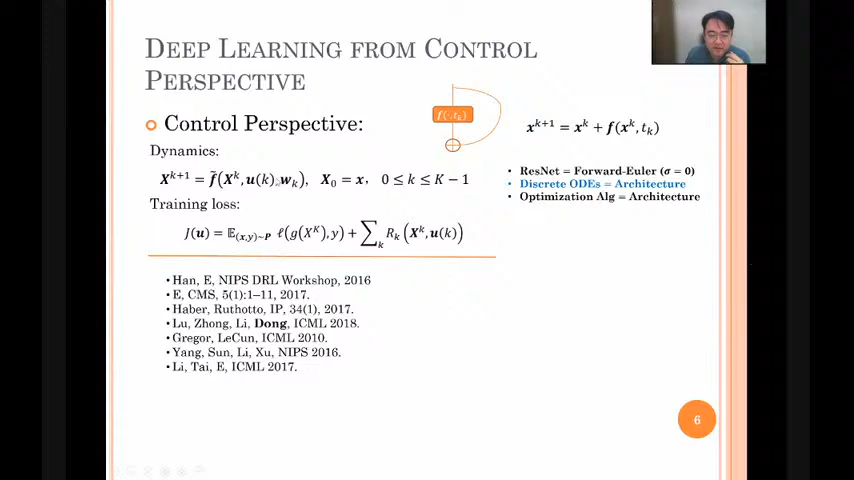 DEEP LEARNING FROM CONTROL
PERSPECTIVE
Control Perspective:
Dynamics:
X^{k+1} = f̃(X^k, u(k), w_k), X_0 = x, 0 ≤ k ≤ K − 1
Training loss:
J(u) = 𝔼_{(x,y)~P} ℓ(g(X^K), y) + ∑_k R_k(X^k, u(k))
f(·,t_k)
x^{k+1} = x^k + f(x^k, t_k)
• ResNet = Forward-Euler (σ = 0)
• Discrete ODEs = Architecture
• Optimization Alg = Architecture
• Han, E, NIPS DRL Workshop, 2016
• E, CMS, 5(1):1–11, 2017.
• Haber, Ruthotto, IP, 34(1), 2017.
• Lu, Zhong, Li, Dong, ICML 2018.
• Gregor, LeCun, ICML 2010.
• Yang, Sun, Li, Xu, NIPS 2016.
• Li, Tai, E, ICML 2017.
6